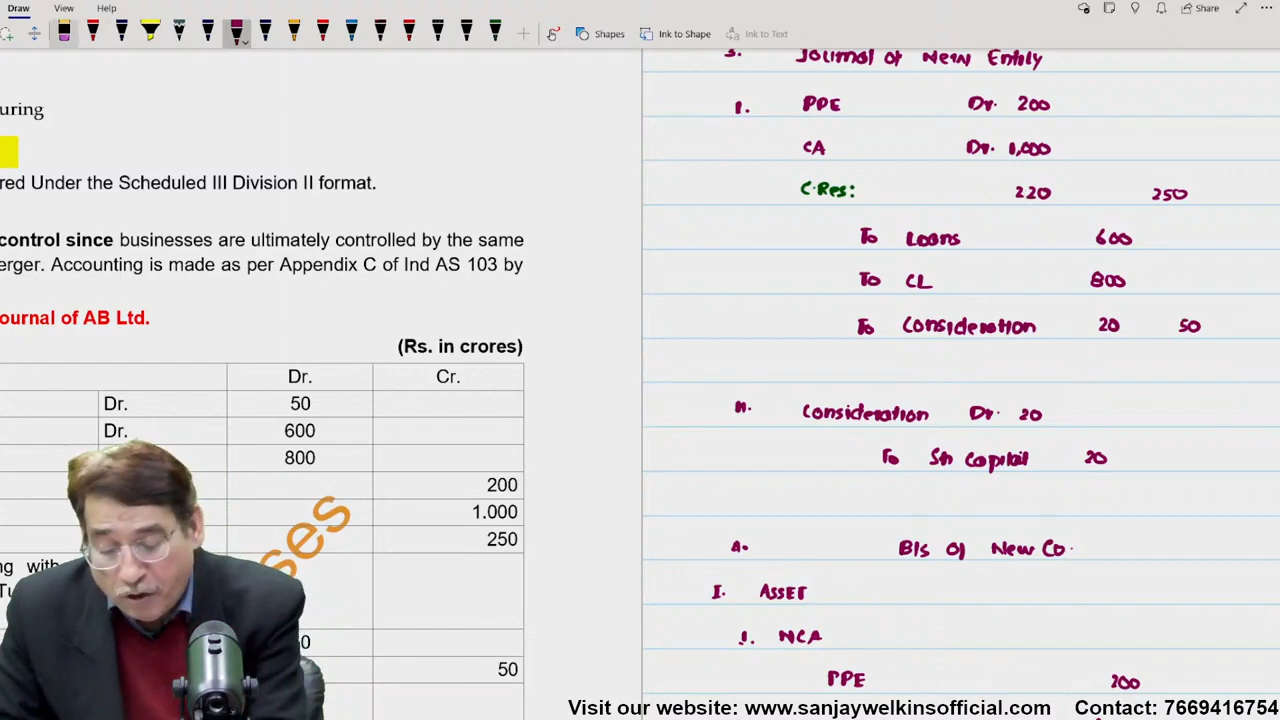 Draw View Help
Share
Shapes Ink to Shape Ink to Text
uring
red Under the Scheduled III Division II format.
control since businesses are ultimately controlled by the same
erger. Accounting is made as per Appendix C of Ind AS 103 by
ournal of AB Ltd.
(Rs. in crores)
Dr. Cr.
Dr. 50
Dr. 600
800
200
1.000
250
ng with
50
ses
3. Journal of New Entity
1. PPE Dr. 200
CA Dr. 1,000
C.Res: 220 250
To Loans 600
To CL 800
To Consideration 20 50
Consideration Dr. 20
To Sh Capital 20
A. B/s of New Co.
I. ASSET
1. NCA
PPE 200
Visit our website: www.sanjaywelkinsofficial.com Contact: 7669416754